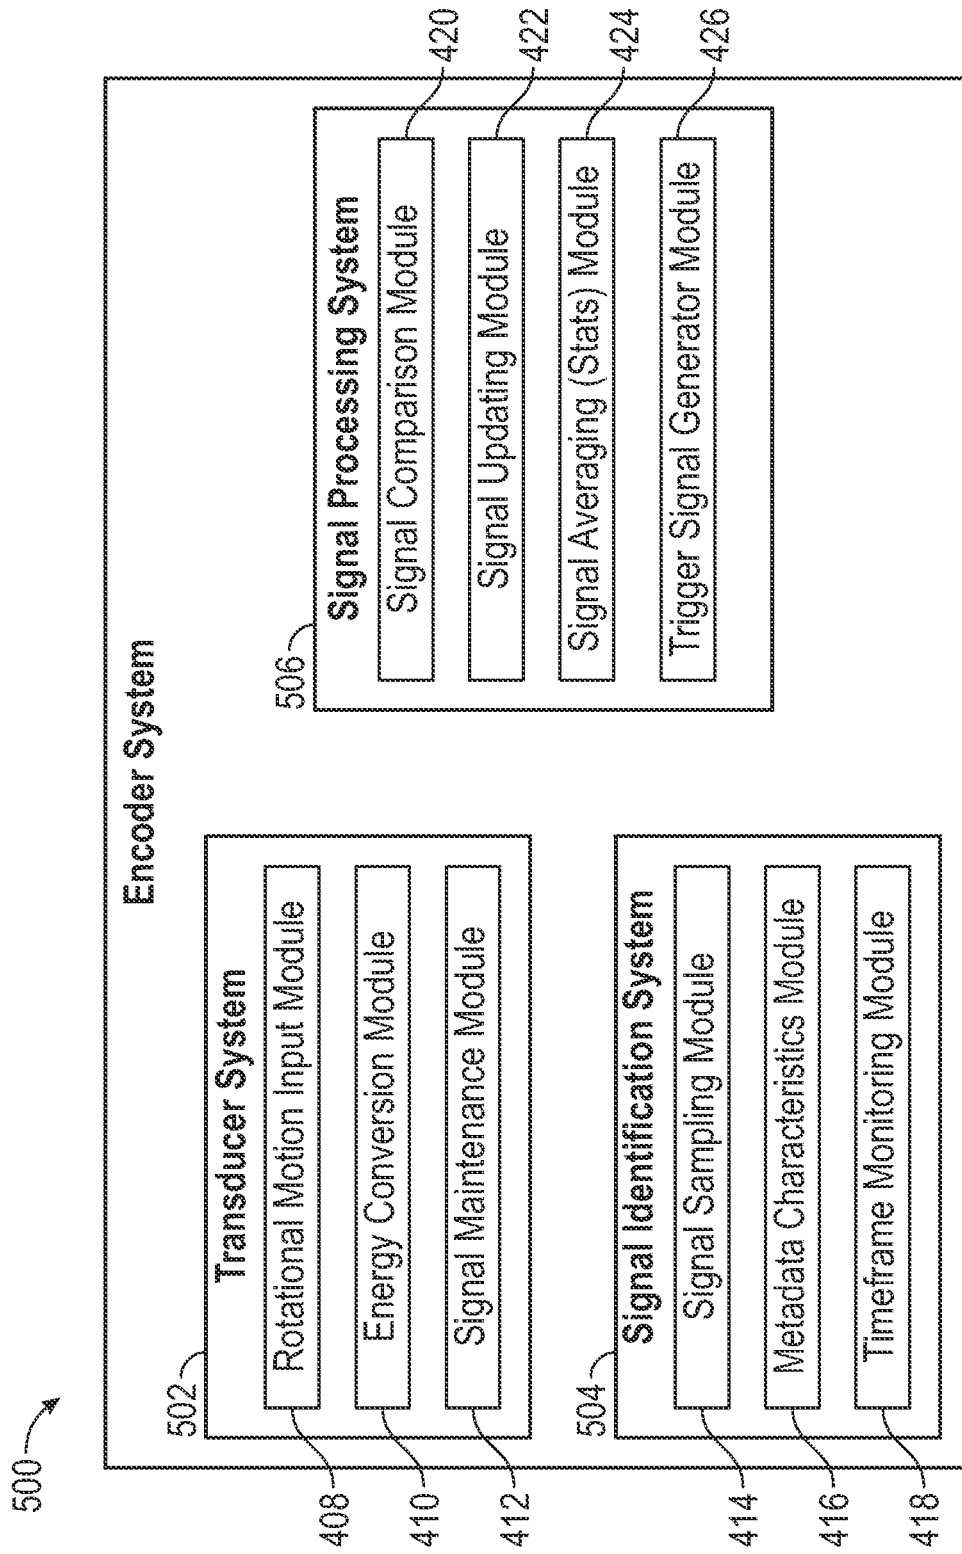 500
Encoder System
502
Transducer System
Rotational Motion Input Module
408
Energy Conversion Module
410
Signal Maintenance Module
412
504
Signal Identification System
Signal Sampling Module
414
Metadata Characteristics Module
416
Timeframe Monitoring Module
418
506
Signal Processing System
Signal Comparison Module
420
Signal Updating Module
422
Signal Averaging (Stats) Module
424
Trigger Signal Generator Module
426